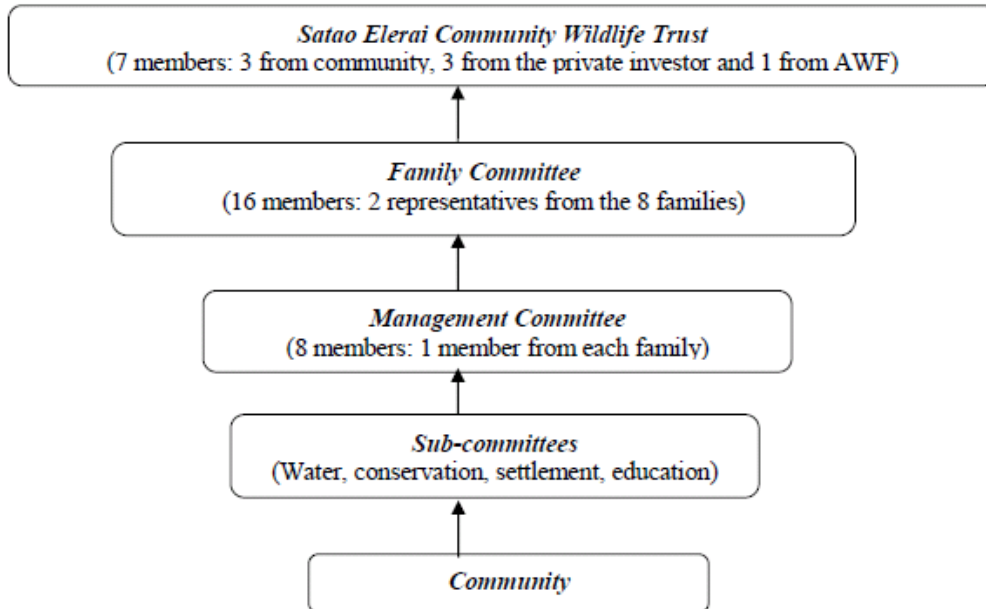 Satao Elerai Community Wildlife Trust
(7 members: 3 from community, 3 from the private investor and 1 from AWF)
Family Committee
(16 members: 2 representatives from the 8 families)
Management Committee
(8 members: 1 member from each family)
Sub-committees
(Water, conservation, settlement, education)
Community